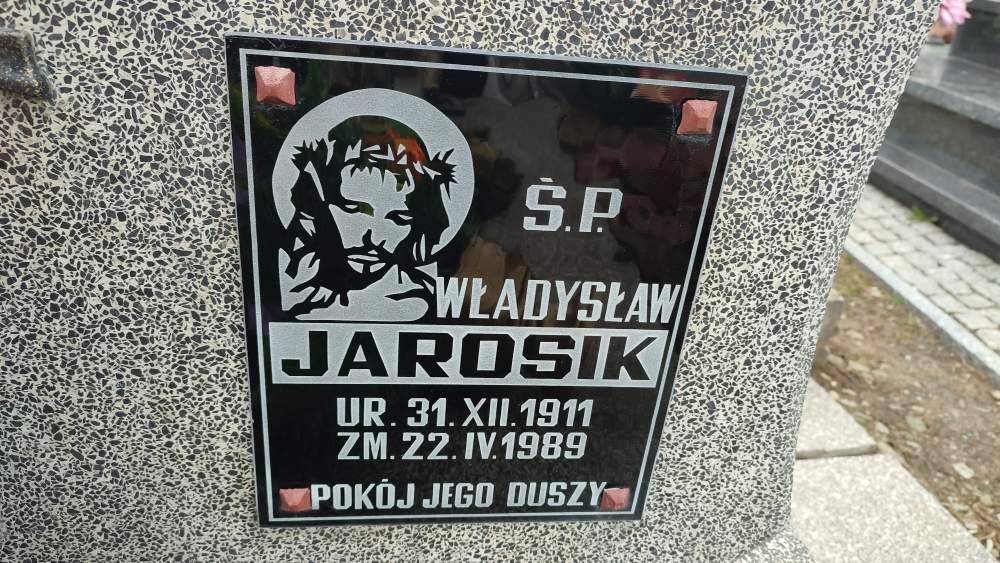 Ś.P.
WŁADYSŁAW
JAROSIK
UR. 31. XII. 1911
ZM. 22. IV. 1989
POKÓJ JEGO DUSZY